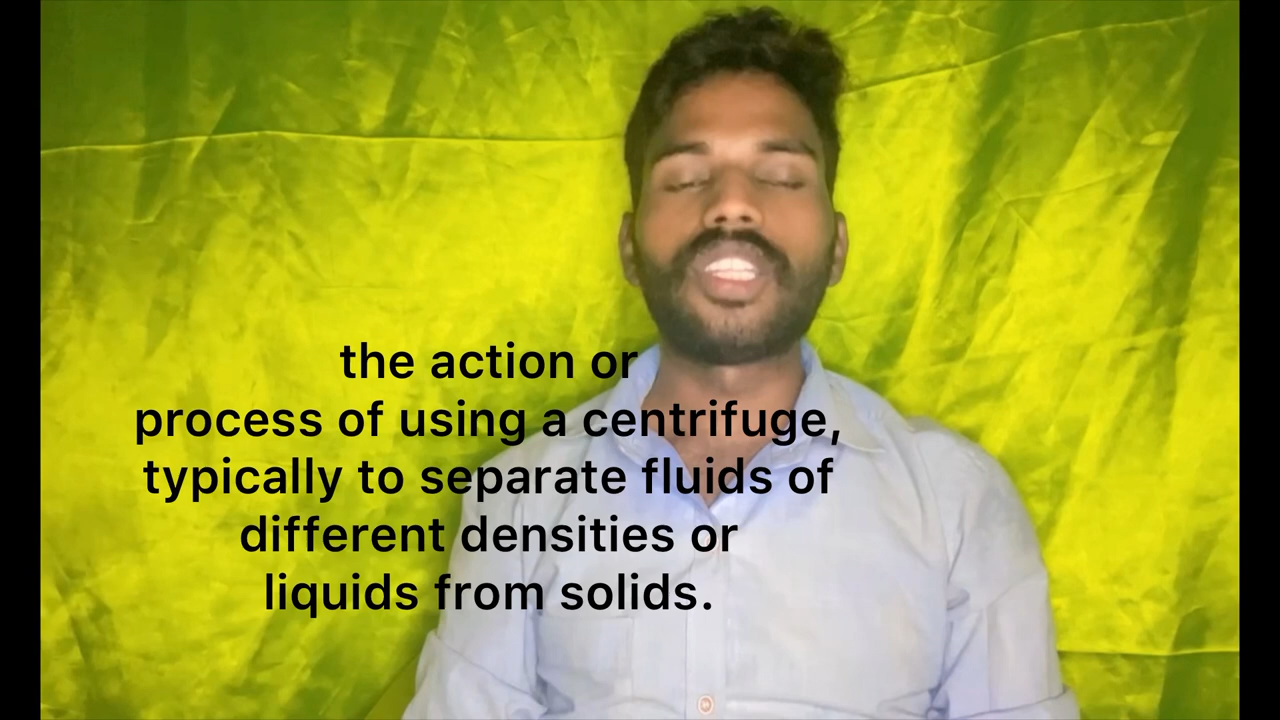 the action or
process of using a centrifuge,
typically to separate fluids of
different densities or
liquids from solids.